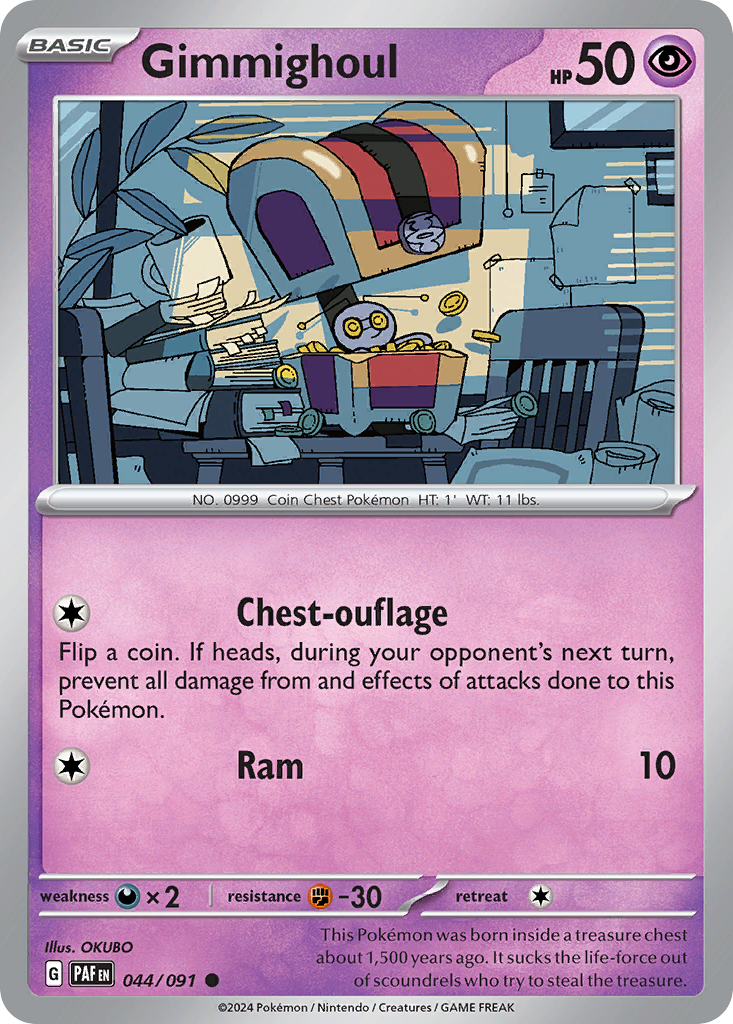 BASIC
Gimmighoul
HP 50
NO. 0999 Coin Chest Pokémon HT: 1' WT: 11 lbs.
Chest-ouflage
Flip a coin. If heads, during your opponent's next turn,
prevent all damage from and effects of attacks done to this
Pokémon.
Ram 10
weakness ×2 resistance -30 retreat
Illus. OKUBO
G PAF EN 044/091
This Pokémon was born inside a treasure chest
about 1,500 years ago. It sucks the life-force out
of scoundrels who try to steal the treasure.
©2024 Pokémon / Nintendo / Creatures / GAME FREAK